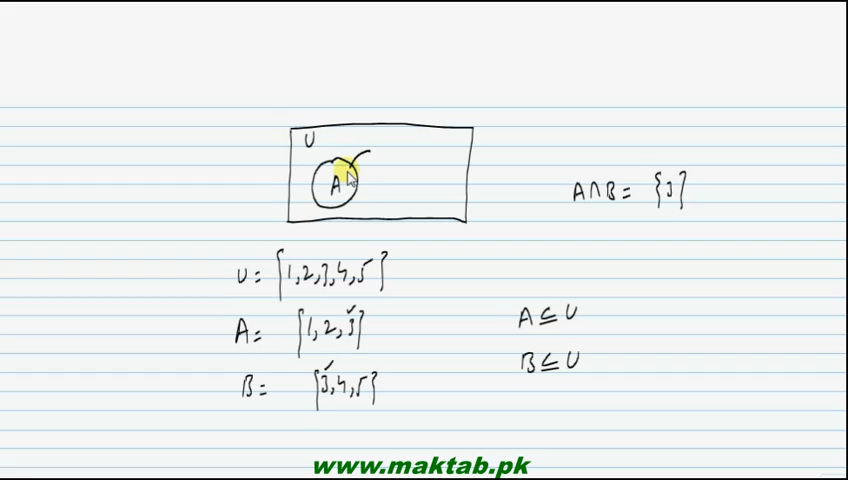 U
A
A∩B = {3}
U = {1,2,3,4,5}
A = {1,2,3}
A ⊆ U
B ⊆ U
B = {3,4,5}
www.maktab.pk